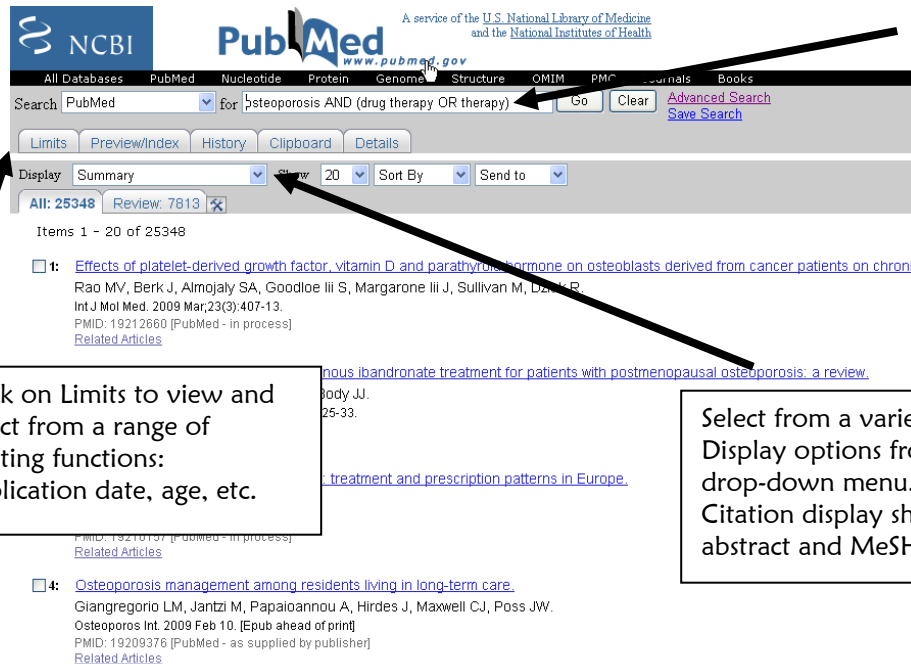 NCBI
PubMed
www.pubmed.gov
A service of the U.S. National Library of Medicine
and the National Institutes of Health
All Databases PubMed Nucleotide Protein Genome Structure OMIM PMC Journals Books
Search PubMed for osteoporosis AND (drug therapy OR therapy) Go Clear Advanced Search
Save Search
Limits Preview/Index History Clipboard Details
Display Summary Show 20 Sort By Send to
All: 25348 Review: 7813
Items 1 - 20 of 25348
1: Effects of platelet-derived growth factor, vitamin D and parathyroid hormone on osteoblasts derived from cancer patients on chroni
Rao MV, Berk J, Almojaly SA, Goodloe Iii S, Margarone Iii J, Sullivan M, R.
Int J Mol Med. 2009 Mar;23(3):407-13.
PMID: 19212660 [PubMed - in process]
Related Articles
nous ibandronate treatment for patients with postmenopausal osteoporosis: a review.
Body JJ.
25-33.
: treatment and prescription patterns in Europe.
k on Limits to view and
ct from a range of
ting functions:
lication date, age, etc.
Select from a varie
Display options fro
drop-down menu.
Citation display sh
abstract and MeSH
PMID: 19210157 [PubMed - in process]
Related Articles
4: Osteoporosis management among residents living in long-term care.
Giangregorio LM, Jantzi M, Papaioannou A, Hirdes J, Maxwell CJ, Poss JW.
Osteoporos Int. 2009 Feb 10. [Epub ahead of print]
PMID: 19209376 [PubMed - as supplied by publisher]
Related Articles